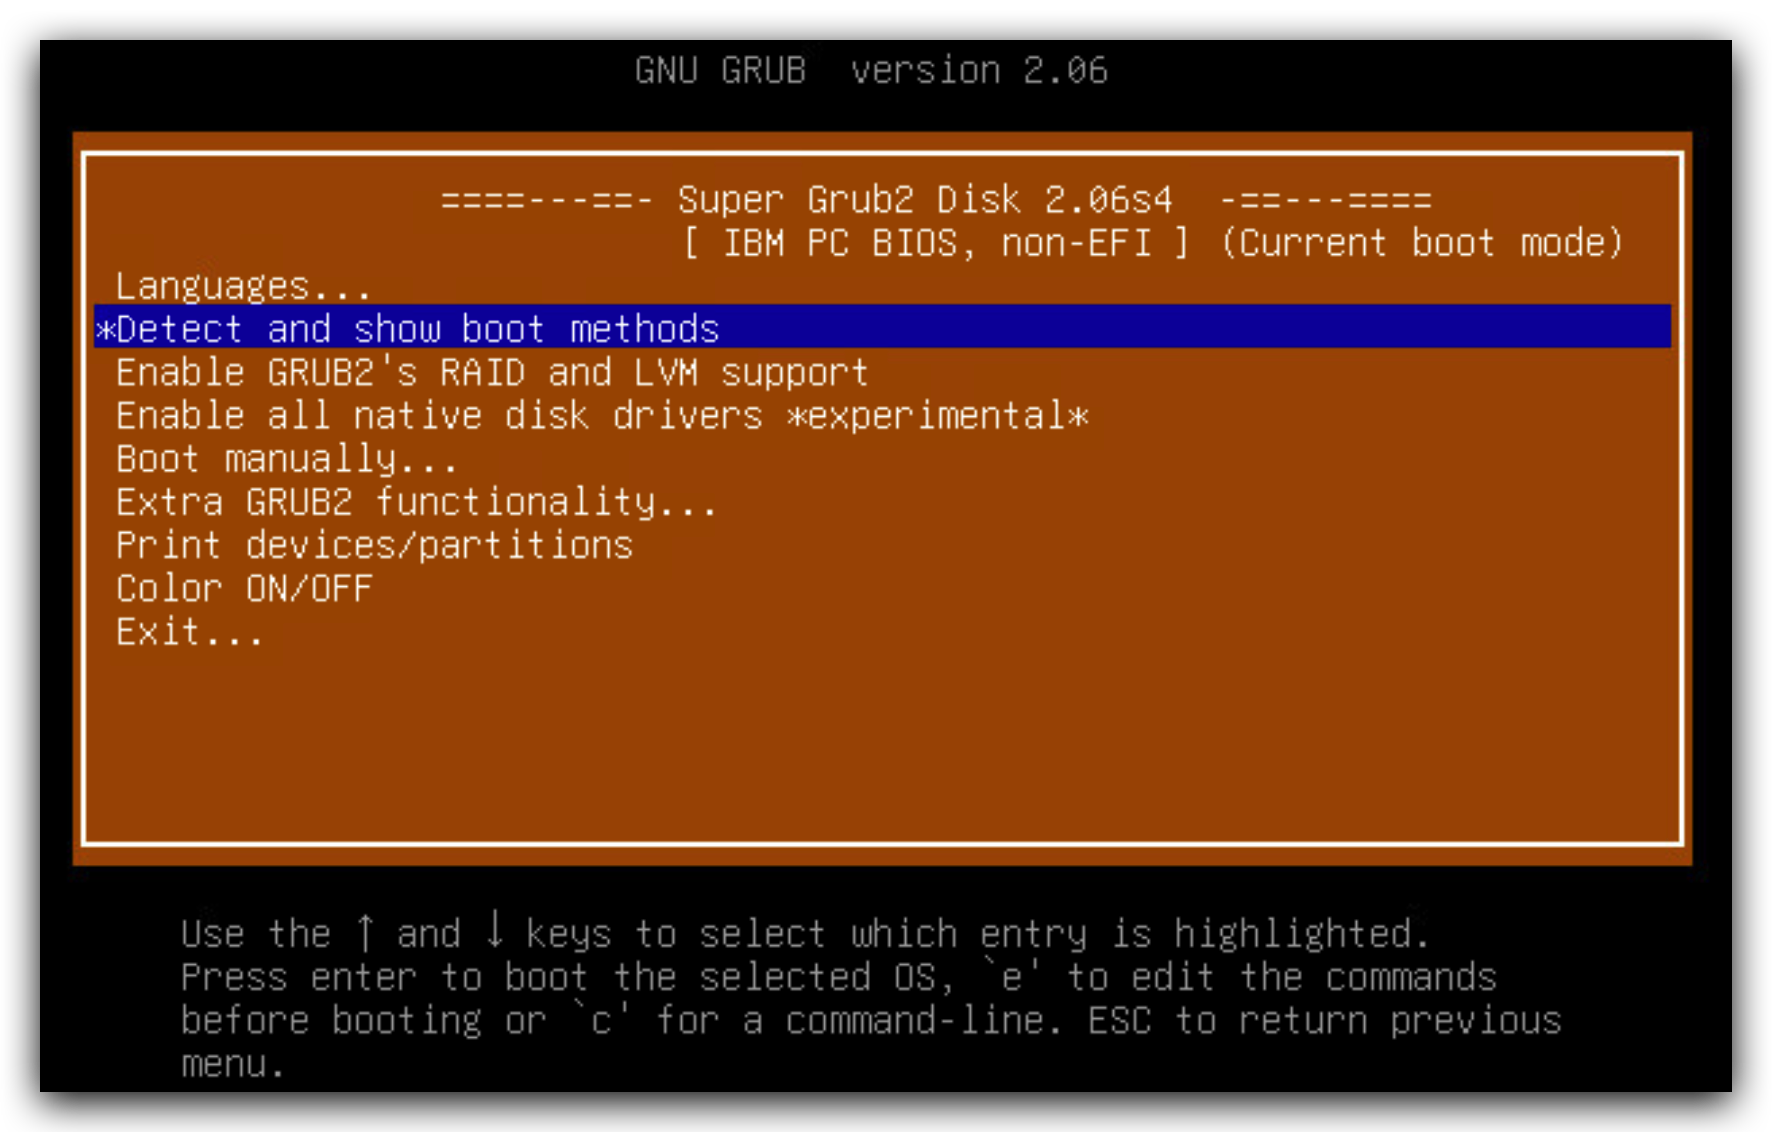 GNU GRUB  version 2.06
====---==- Super Grub2 Disk 2.06s4  -==---====
[ IBM PC BIOS, non-EFI ] (Current boot mode)
Languages...
*Detect and show boot methods
Enable GRUB2's RAID and LVM support
Enable all native disk drivers *experimental*
Boot manually...
Extra GRUB2 functionality...
Print devices/partitions
Color ON/OFF
Exit...
Use the ↑ and ↓ keys to select which entry is highlighted.
Press enter to boot the selected OS, `e' to edit the commands
before booting or `c' for a command-line. ESC to return previous
menu.